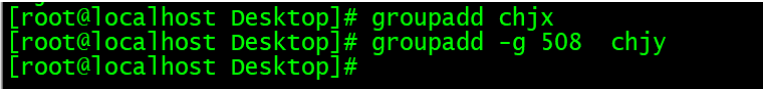 [root@localhost Desktop]# groupadd chjx
[root@localhost Desktop]# groupadd -g 508  chjy
[root@localhost Desktop]#